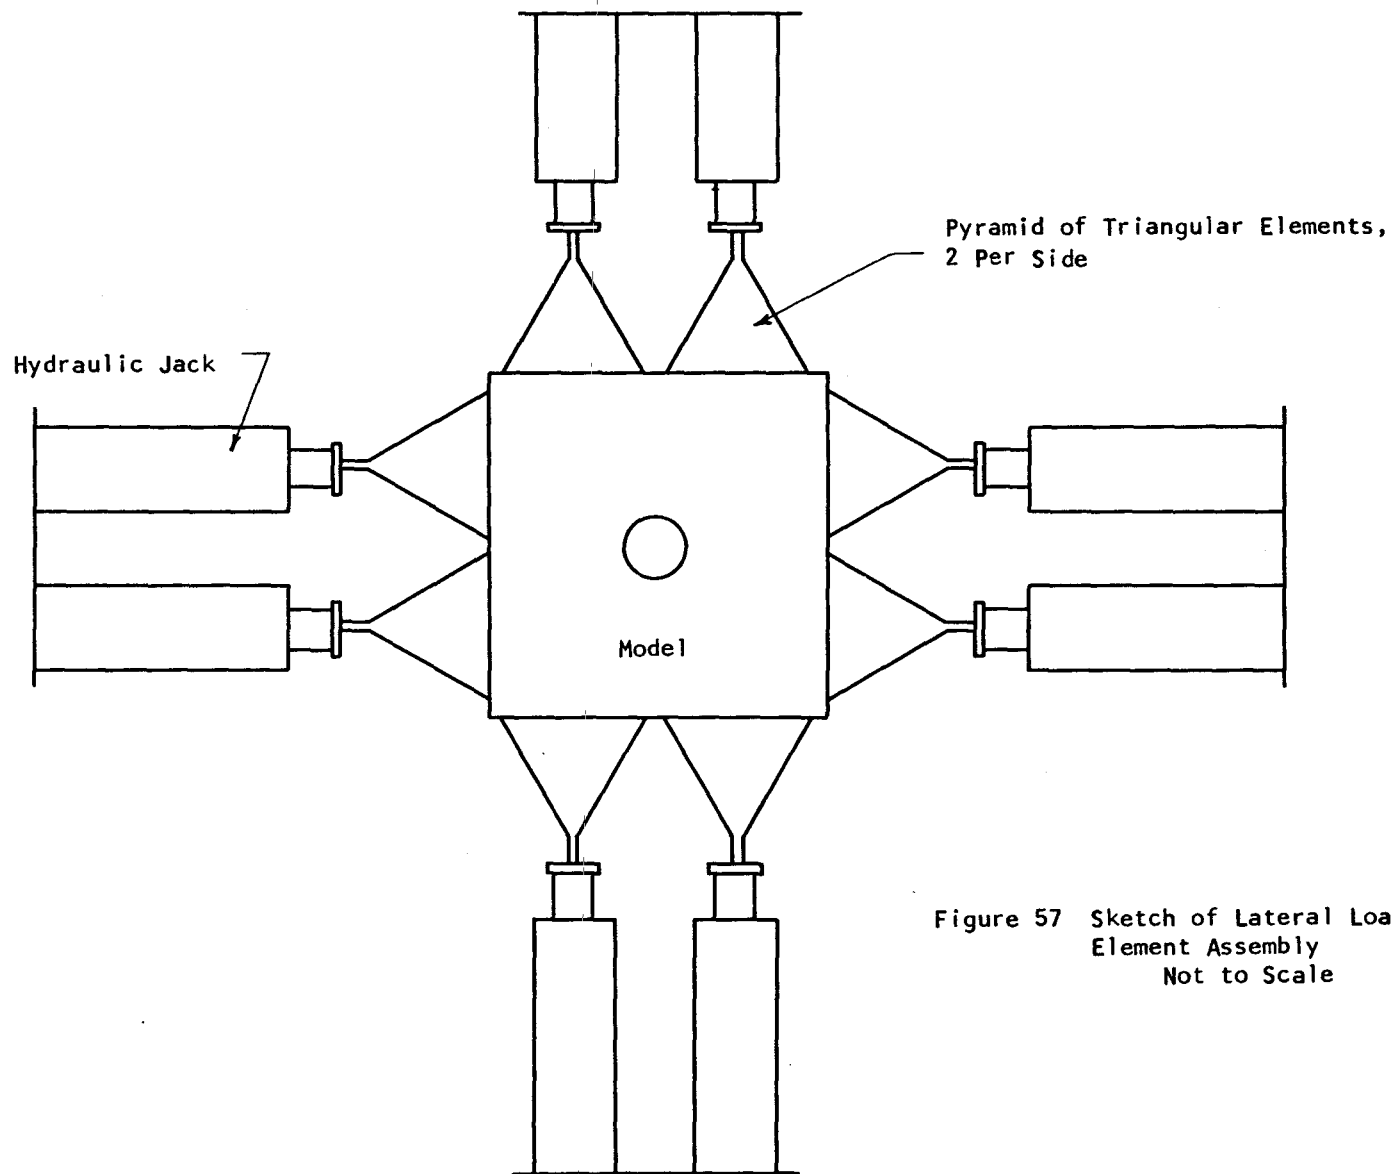 Pyramid of Triangular Elements,
2 Per Side
Hydraulic Jack
Model
Figure 57 Sketch of Lateral Loa
Element Assembly
Not to Scale